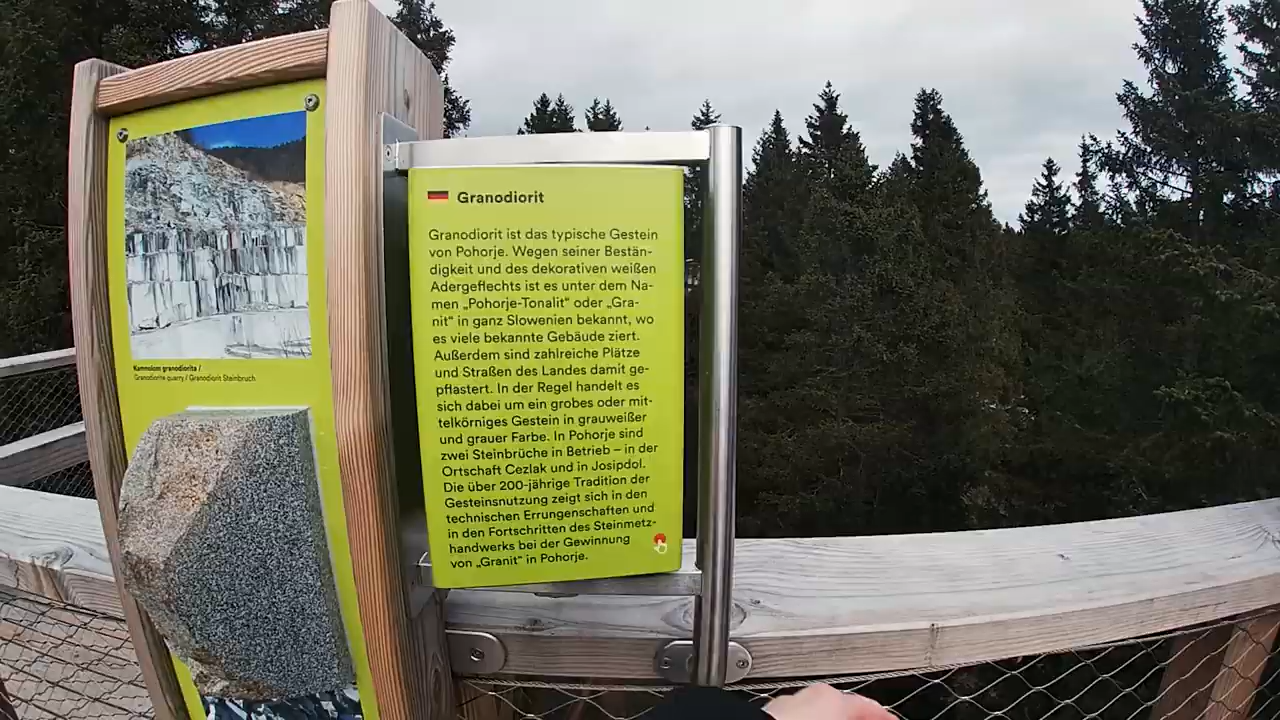 Kamnolom granodiorita /
Granodiorite quarry / Granodiorit Steinbruch
Granodiorit
Granodiorit ist das typische Gestein
von Pohorje. Wegen seiner Bestän-
digkeit und des dekorativen weißen
Adergeflechts ist es unter dem Na-
men „Pohorje-Tonalit“ oder „Gra-
nit“ in ganz Slowenien bekannt, wo
es viele bekannte Gebäude ziert.
Außerdem sind zahlreiche Plätze
und Straßen des Landes damit ge-
pflastert. In der Regel handelt es
sich dabei um ein grobes oder mit-
telkörniges Gestein in grauweißer
und grauer Farbe. In Pohorje sind
zwei Steinbrüche in Betrieb – in der
Ortschaft Cezlak und in Josipdol.
Die über 200-jährige Tradition der
Gesteinsnutzung zeigt sich in den
technischen Errungenschaften und
in den Fortschritten des Steinmetz-
handwerks bei der Gewinnung
von „Granit“ in Pohorje.